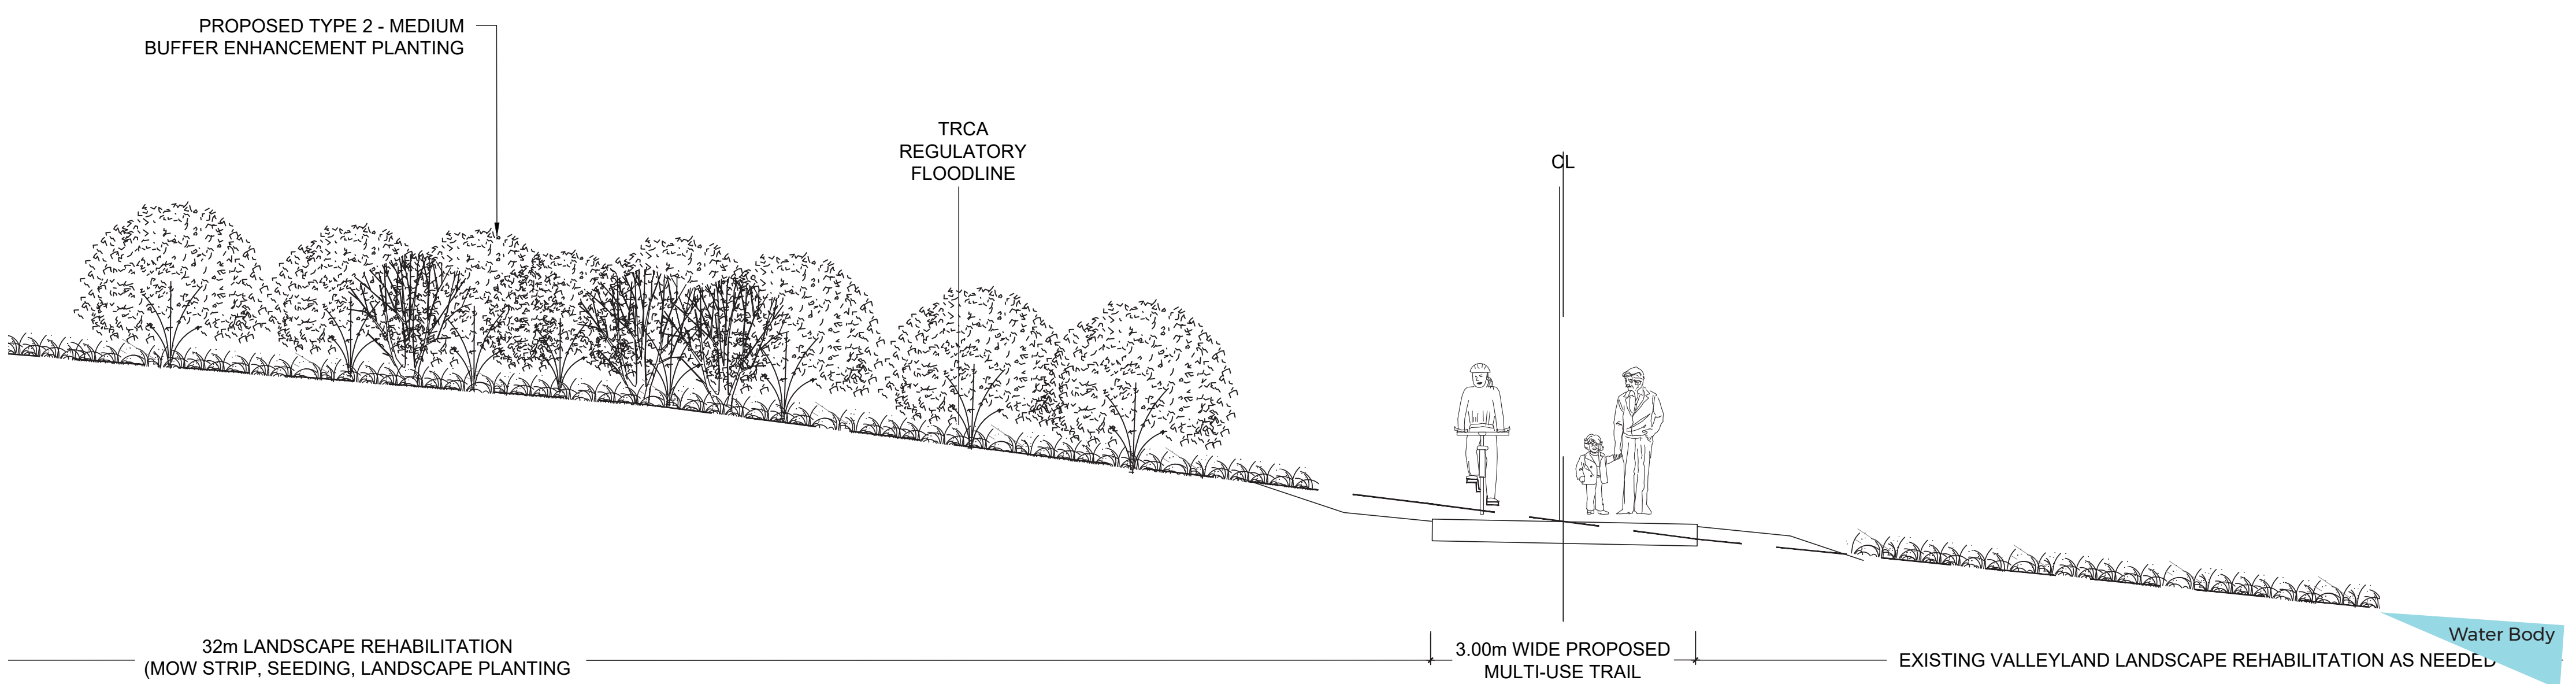 PROPOSED TYPE 2 - MEDIUM
BUFFER ENHANCEMENT PLANTING
TRCA
REGULATORY
FLOODLINE
CL
32m LANDSCAPE REHABILITATION
(MOW STRIP, SEEDING, LANDSCAPE PLANTING
3.00m WIDE PROPOSED
MULTI-USE TRAIL
EXISTING VALLEYLAND LANDSCAPE REHABILITATION AS NEEDED
Water Body